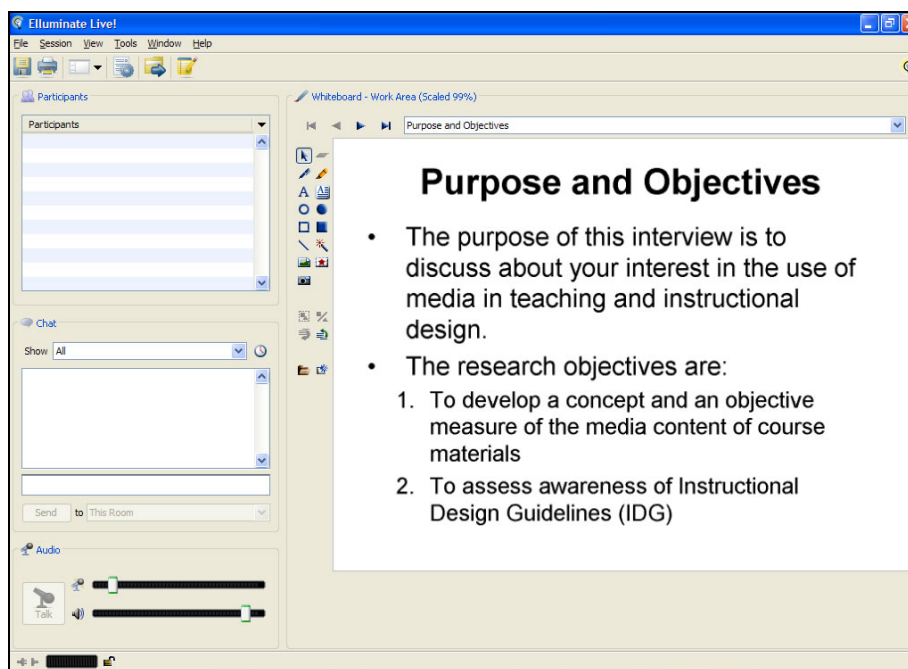 Elluminate Live!
File Session View Tools Window Help
Participants
Participants
Chat
Show All
Send to This Room
Audio
Talk
Whiteboard - Work Area (Scaled 99%)
Purpose and Objectives
A A
Purpose and Objectives
• The purpose of this interview is to
discuss about your interest in the use of
media in teaching and instructional
design.
• The research objectives are:
1. To develop a concept and an objective
measure of the media content of course
materials
2. To assess awareness of Instructional
Design Guidelines (IDG)